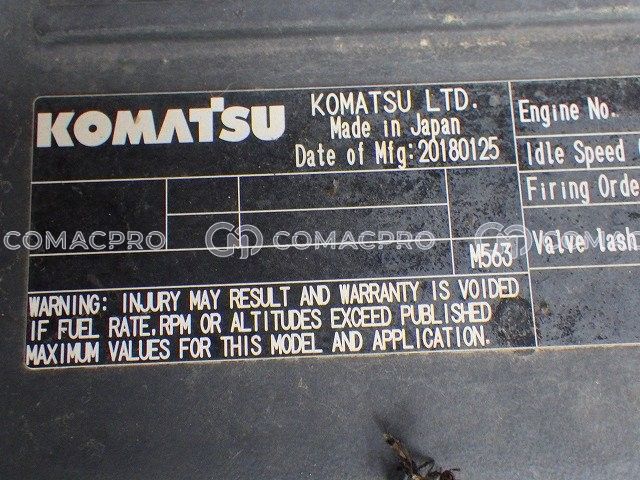 KOMATSU
KOMATSU LTD.
Made in Japan
Date of Mfg:20180125
M563
WARNING: INJURY MAY RESULT AND WARRANTY IS VOIDED
IF FUEL RATE,RPM OR ALTITUDES EXCEED PUBLISHED
MAXIMUM VALUES FOR THIS MODEL AND APPLICATION.
Engine No.
Idle Speed (
Firing Orde
Valve lash
COMACPRO COMACPRO COMACPRO